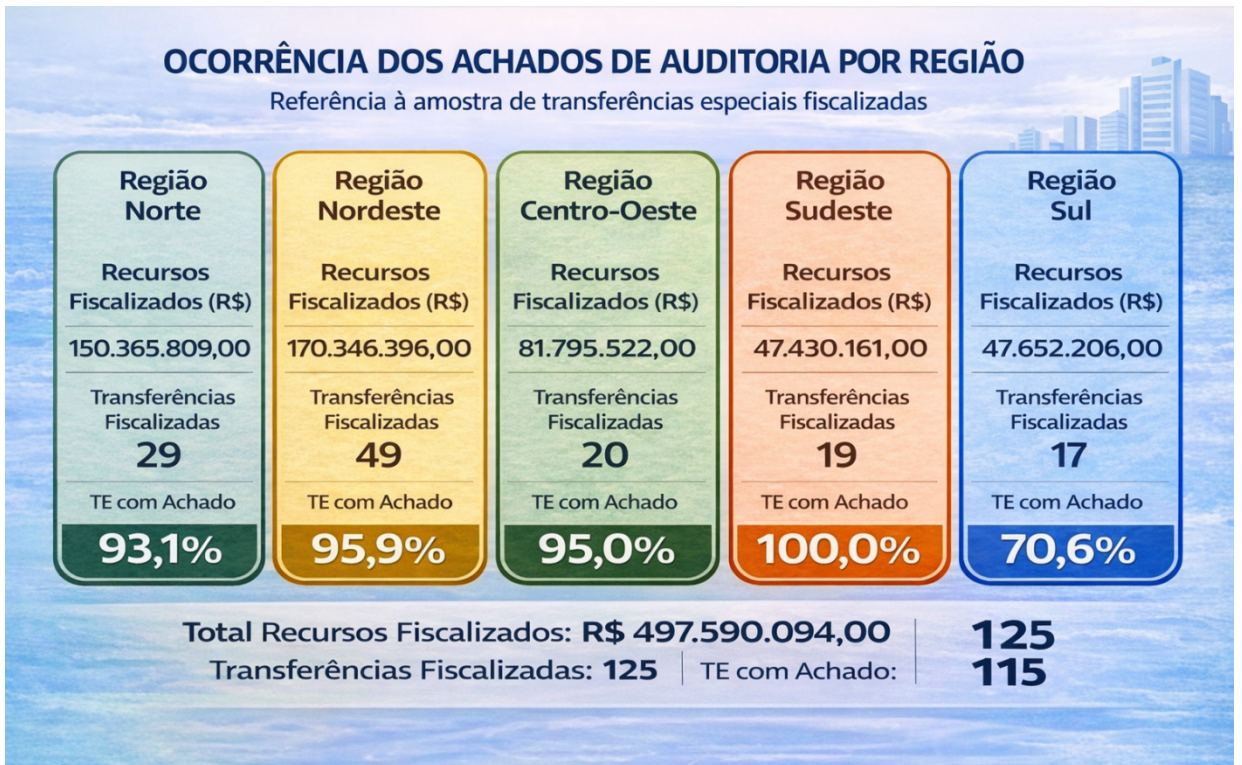 OCORRÊNCIA DOS ACHADOS DE AUDITORIA POR REGIÃO
Referência à amostra de transferências especiais fiscalizadas
Região
Norte
Recursos
Fiscalizados (R$)
150.365.809,00
Transferências
Fiscalizadas
29
TE com Achado
93,1%
Região
Nordeste
Recursos
Fiscalizados (R$)
170.346.396,00
Transferências
Fiscalizadas
49
TE com Achado
95,9%
Região
Centro-Oeste
Recursos
Fiscalizados (R$)
81.795.522,00
Transferências
Fiscalizadas
20
TE com Achado
95,0%
Região
Sudeste
Recursos
Fiscalizados (R$)
47.430.161,00
Transferências
Fiscalizadas
19
TE com Achado
100,0%
Região
Sul
Recursos
Fiscalizados (R$)
47.652.206,00
Transferências
Fiscalizadas
17
TE com Achado
70,6%
Total Recursos Fiscalizados: R$ 497.590.094,00
125
Transferências Fiscalizadas: 125 | TE com Achado:
115